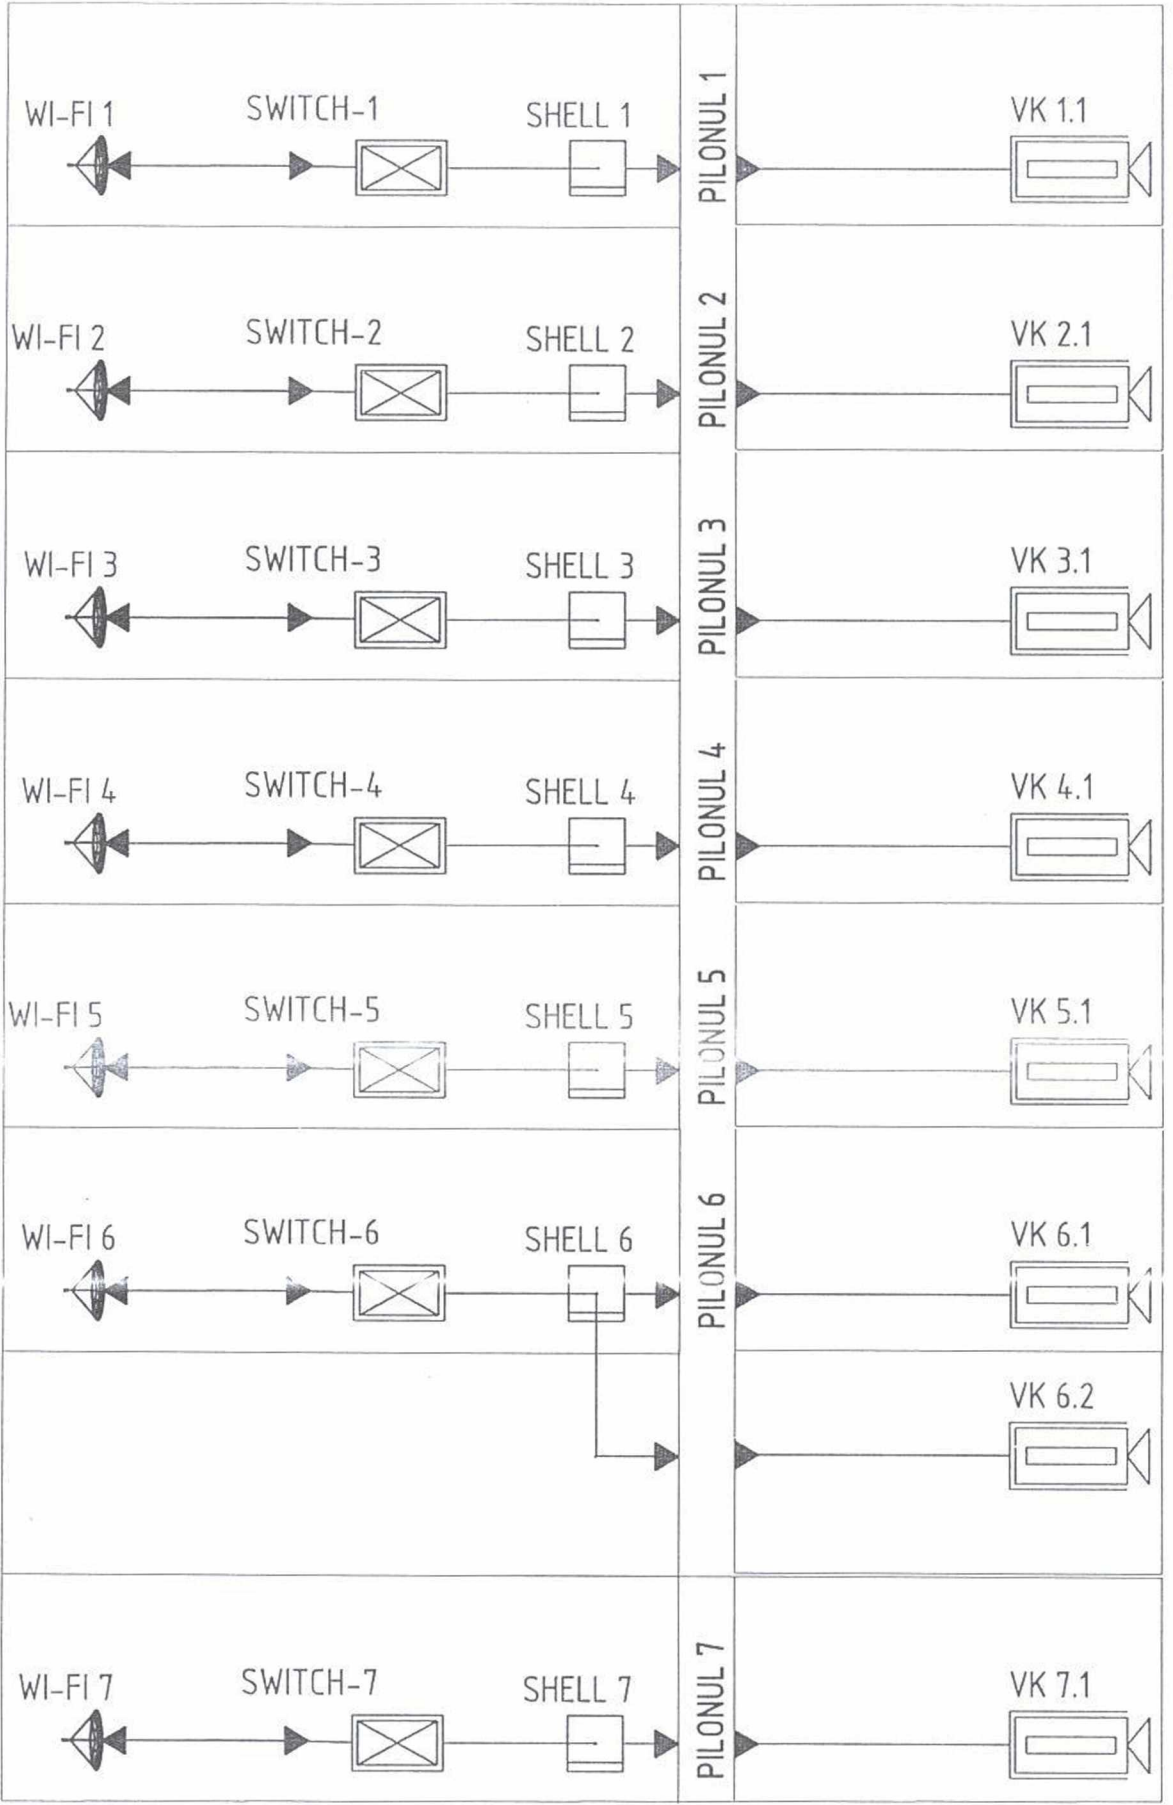 WI-FI 1
SWITCH-1
SHELL 1
PILONUL 1
VK 1.1
WI-FI 2
SWITCH-2
SHELL 2
PILONUL 2
VK 2.1
WI-FI 3
SWITCH-3
SHELL 3
PILONUL 3
VK 3.1
WI-FI 4
SWITCH-4
SHELL 4
PILONUL 4
VK 4.1
WI-FI 5
SWITCH-5
SHELL 5
PILONUL 5
VK 5.1
WI-FI 6
SWITCH-6
SHELL 6
PILONUL 6
VK 6.1
VK 6.2
WI-FI 7
SWITCH-7
SHELL 7
PILONUL 7
VK 7.1